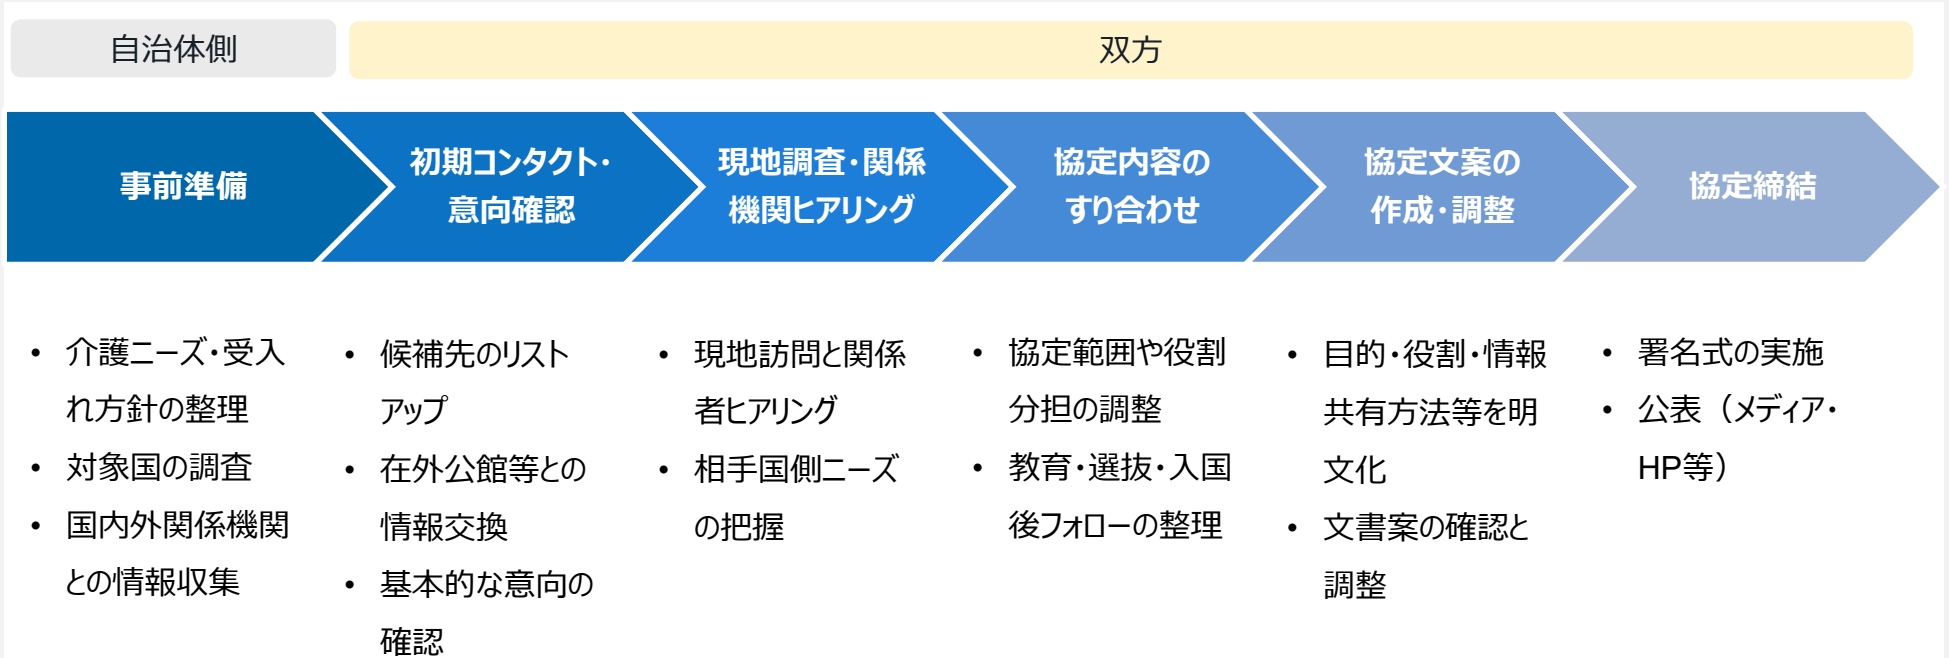 自治体側
双方
事前準備
初期コンタクト・
意向確認
現地調査・関係
機関ヒアリング
協定内容の
すり合わせ
協定文案の
作成・調整
協定締結
• 介護ニーズ・受入
れ方針の整理
• 対象国の調査
• 国内外関係機関
との情報収集
• 候補先のリスト
アップ
• 在外公館等との
情報交換
• 基本的な意向の
確認
• 現地訪問と関係
者ヒアリング
• 相手国側ニーズ
の把握
• 協定範囲や役割
分担の調整
• 教育・選抜・入国
後フォローの整理
• 目的・役割・情報
共有方法等を明
文化
• 文書案の確認と
調整
• 署名式の実施
• 公表（メディア・
HP等）